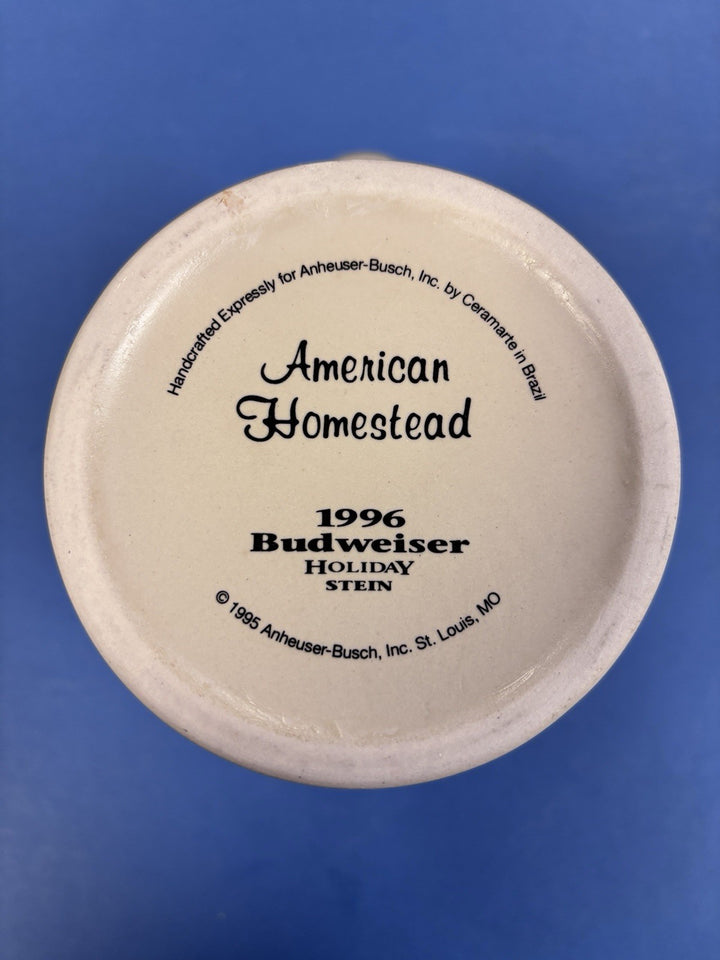 Handcrafted Expressly for Anheuser-Busch, Inc. by Ceramarte in Brazil
American
Homestead
1996
Budweiser
HOLIDAY
STEIN
© 1995 Anheuser-Busch, Inc. St. Louis, MO